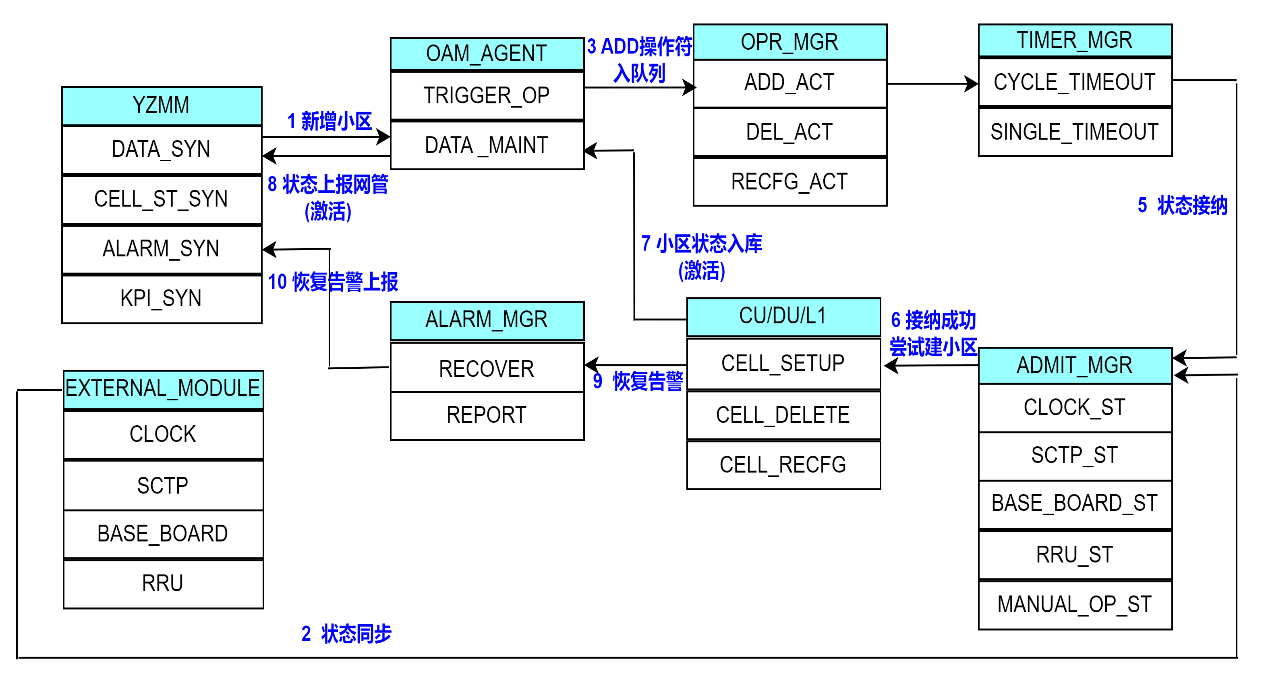 YZMM
DATA_SYN
CELL_ST_SYN
ALARM_SYN
KPI_SYN
1 新增小区
8 状态上报网管
(激活)
10 恢复告警上报
OAM_AGENT
TRIGGER_OP
DATA _MAINT
3 ADD操作符
入队列
OPR_MGR
ADD_ACT
DEL_ACT
RECFG_ACT
TIMER_MGR
CYCLE_TIMEOUT
SINGLE_TIMEOUT
5 状态接纳
7 小区状态入库
(激活)
ALARM_MGR
RECOVER
REPORT
9 恢复告警
CU/DU/L1
CELL_SETUP
CELL_DELETE
CELL_RECFG
6 接纳成功
尝试建小区
ADMIT_MGR
CLOCK_ST
SCTP_ST
BASE_BOARD_ST
RRU_ST
MANUAL_OP_ST
EXTERNAL_MODULE
CLOCK
SCTP
BASE_BOARD
RRU
2 状态同步